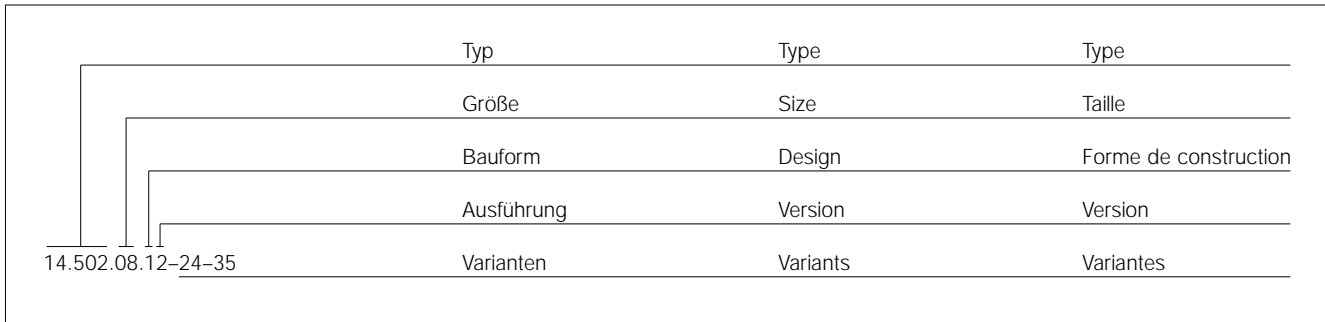 Typ Type Type
Größe Size Taille
Bauform Design Forme de construction
Ausführung Version Version
14.502.08.12–24–35 Varianten Variants Variantes